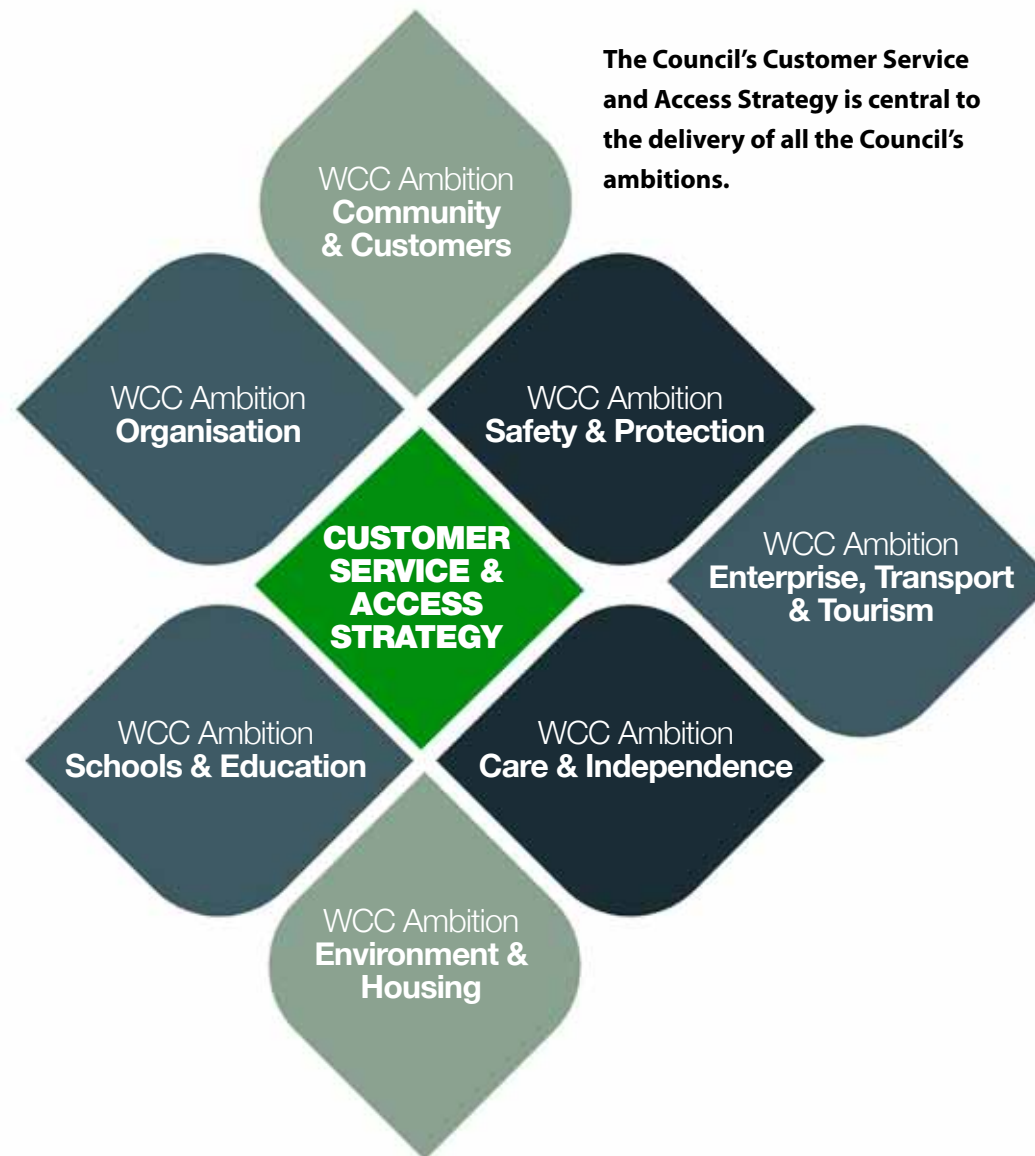 The Council's Customer Service
and Access Strategy is central to
the delivery of all the Council's
ambitions.
WCC Ambition
Community
& Customers
WCC Ambition
Organisation
WCC Ambition
Safety & Protection
CUSTOMER
SERVICE &
ACCESS
STRATEGY
WCC Ambition
Enterprise, Transport
& Tourism
WCC Ambition
Schools & Education
WCC Ambition
Care & Independence
WCC Ambition
Environment &
Housing